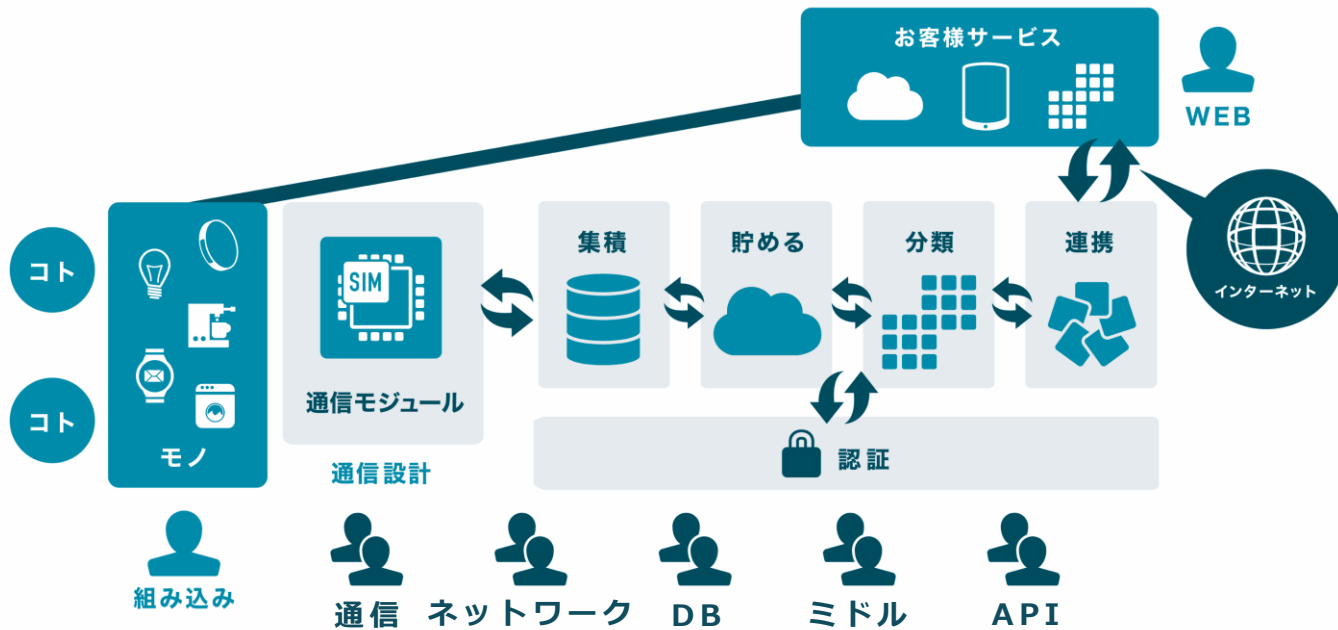 お客様サービス
WEB
コト
コト
モノ
SIM
通信モジュール
通信設計
集積
貯める
分類
連携
インターネット
認証
組み込み
通信
ネットワーク
DB
ミドル
API